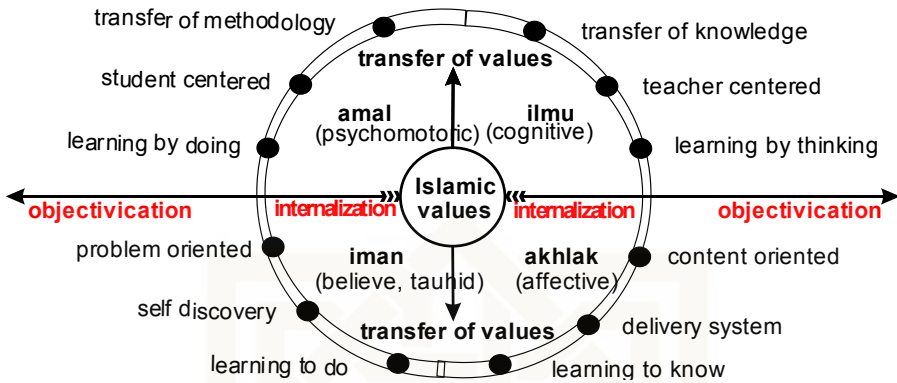 transfer of methodology
transfer of knowledge
transfer of values
student centered
teacher centered
amal
(psychomotoric)
ilmu
(cognitive)
learning by doing
learning by thinking
Islamic
values
objectivication
internalization
internalization
objectivication
problem oriented
iman
(believe, tauhid)
akhlak
(affective)
content oriented
self discovery
delivery system
transfer of values
learning to do
learning to know